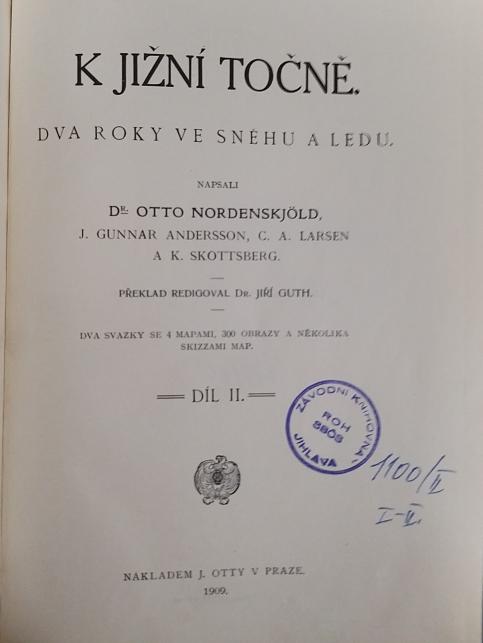 K JIŽNÍ TOČNĚ.
DVA ROKY VE SNĚHU A LEDU.
NAPSALI
DR. OTTO NORDENSKJÖLD,
J. GUNNAR ANDERSSON, C. A. LARSEN
A K. SKOTTSBERG.
PŘEKLAD REDIGOVAL DR. JIŘÍ GUTH.
DVA SVAZKY SE 4 MAPAMI, 300 OBRAZY A NĚKOLIKA
SKIZZAMI MAP.
DÍL II.
ZÁVODNÍ KNIHOVNA
ROH
JIHLAVA
1100/II
I-II.
NÁKLADEM J. OTTY V PRAZE.
1909.